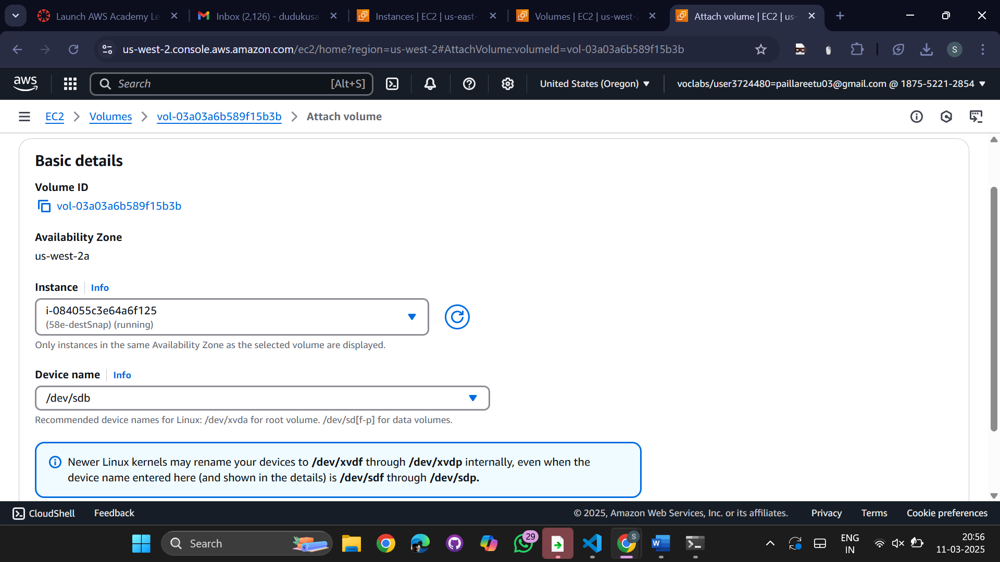 Launch AWS Academy Le
Inbox (2,126) - dudukusa
Instances | EC2 | us-east-
Volumes | EC2 | us-west-2
Attach volume | EC2 | us-
us-west-2.console.aws.amazon.com/ec2/home?region=us-west-2#AttachVolume:volumeId=vol-03a03a6b589f15b3b
S
aws
Search
[Alt+S]
United States (Oregon)
voclabs/user3724480=paillareetu03@gmail.com @ 1875-5221-2854
EC2
Volumes
vol-03a03a6b589f15b3b
Attach volume
Basic details
Volume ID
vol-03a03a6b589f15b3b
Availability Zone
us-west-2a
Instance
Info
i-084055c3e64a6f125
(58e-destSnap) (running)
Only instances in the same Availability Zone as the selected volume are displayed.
Device name
Info
/dev/sdb
Recommended device names for Linux: /dev/xvda for root volume. /dev/sd[f-p] for data volumes.
Newer Linux kernels may rename your devices to /dev/xvdf through /dev/xvdp internally, even when the
device name entered here (and shown in the details) is /dev/sdf through /dev/sdp.
CloudShell
Feedback
© 2025, Amazon Web Services, Inc. or its affiliates.
Privacy
Terms
Cookie preferences
Search
29
S
W
ENG
IN
20:56
11-03-2025